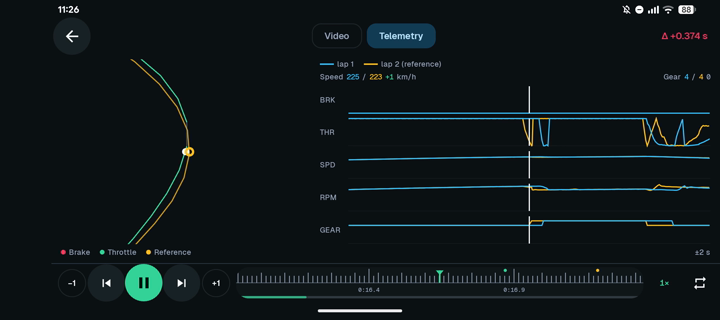 11:26
88
Video
Telemetry
Δ +0.374 s
lap 1
lap 2 (reference)
Speed 225 / 223 +1 km/h
Gear 4 / 4 0
BRK
THR
SPD
RPM
GEAR
Brake
Throttle
Reference
±2 s
−1
+1
0:16.4
0:16.9
1×